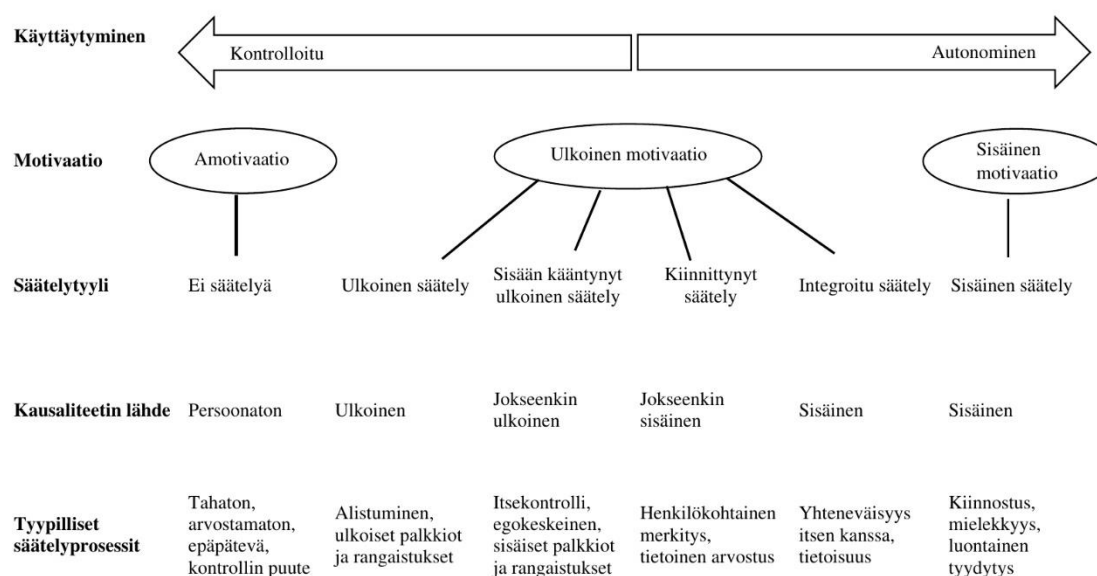 Käyttäytyminen
Kontrolloitu
Autonominen
Motivaatio
Amotivaatio
Ulkoinen motivaatio
Sisäinen
motivaatio
Säätelytyyli
Ei säätelyä
Ulkoinen säätely
Sisään kääntynyt
ulkoinen säätely
Kiinnittynyt
säätely
Integroitu säätely
Sisäinen säätely
Kausaliteetin lähde
Persoonaton
Ulkoinen
Jokseenkin
ulkoinen
Jokseenkin
sisäinen
Sisäinen
Sisäinen
Tyypilliset
säätelyprosessit
Tahaton,
arvostamaton,
epäpätevä,
kontrollin puute
Alistuminen,
ulkoiset palkkiot
ja rangaistukset
Itsekontrolli,
egokeskeinen,
sisäiset palkkiot
ja rangaistukset
Henkilökohtainen
merkitys,
tietoinen arvostus
Yhteneväisyys
itsen kanssa,
tietoisuus
Kiinnostus,
mielekkyys,
luontainen
tyydytys